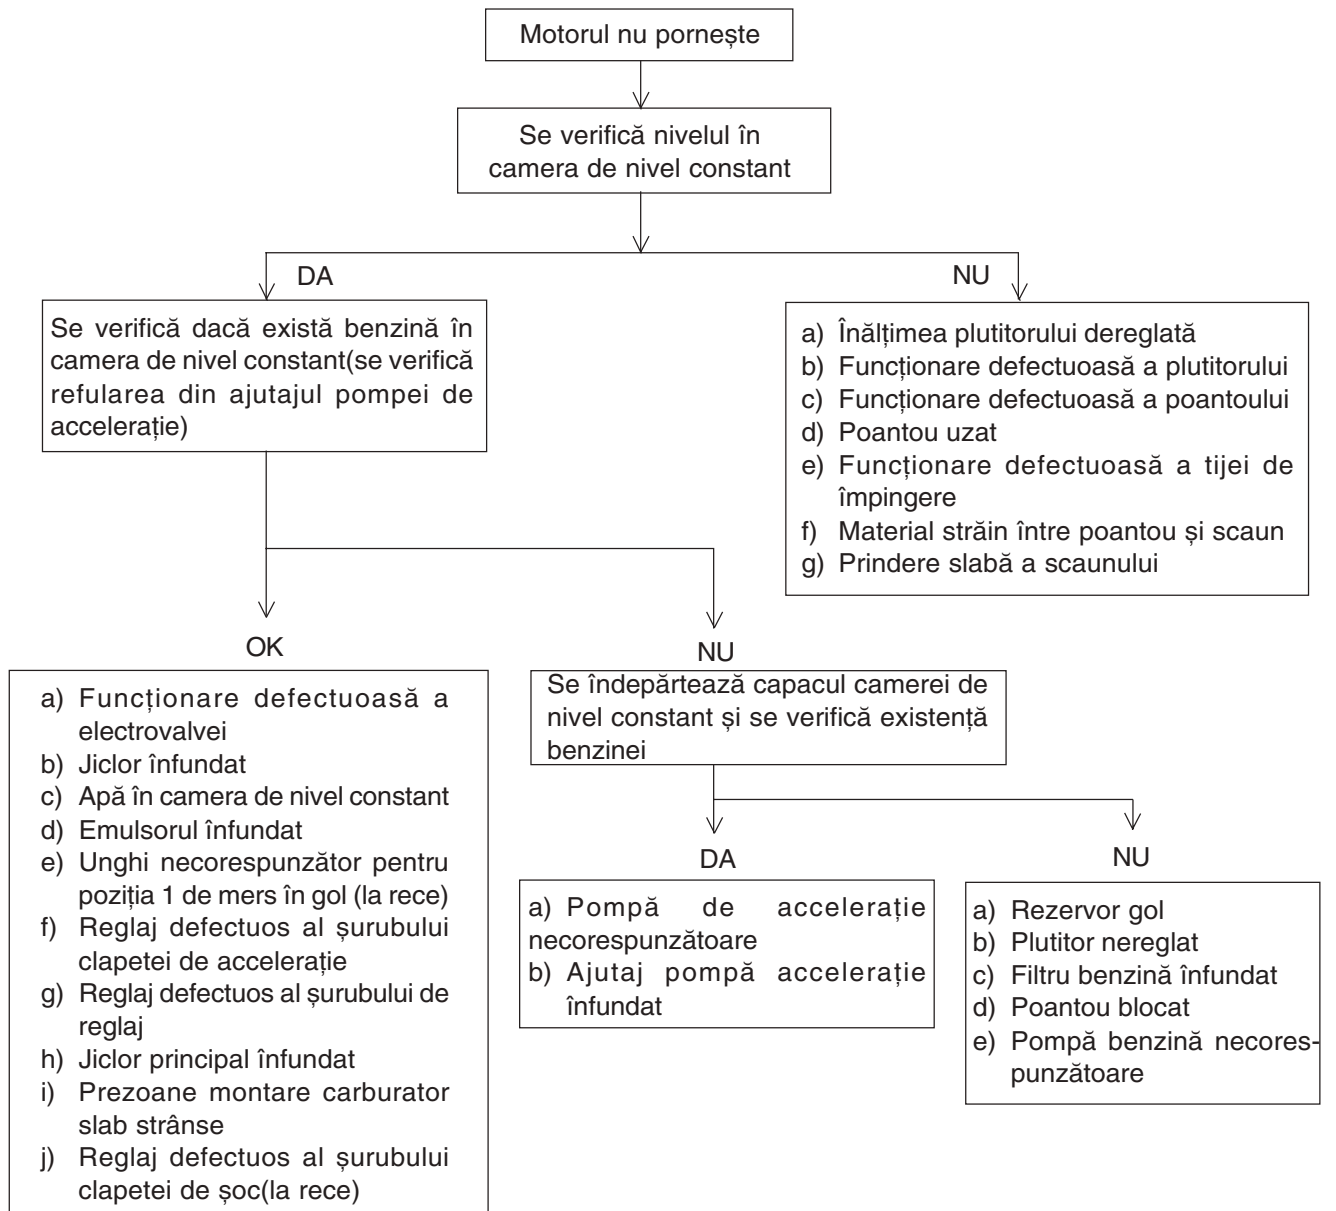 Motorul nu pornește
Se verifică nivelul în
camera de nivel constant
DA
NU
Se verifică dacă există benzină în
camera de nivel constant(se verifică
refularea din ajutajul pompei de
accelerație)
a) Înălțimea plutitorului dereglată
b) Funcționare defectuoasă a plutitorului
c) Funcționare defectuoasă a poantoului
d) Poantou uzat
e) Funcționare defectuoasă a tijei de
împingere
f) Material străin între poantou și scaun
g) Prindere slabă a scaunului
OK
NU
a) Funcționare defectuoasă a
electrovalvei
b) Jiclor înfundat
c) Apă în camera de nivel constant
d) Emulsorul înfundat
e) Unghi necorespunzător pentru
poziția 1 de mers în gol (la rece)
f) Reglaj defectuos al șurubului
clapetei de accelerație
g) Reglaj defectuos al șurubului de
reglaj
h) Jiclor principal înfundat
i) Prezoane montare carburator
slab strânse
j) Reglaj defectuos al șurubului
clapetei de șoc(la rece)
Se îndepărtează capacul camerei de
nivel constant și se verifică existență
benzinei
DA
NU
a) Pompă de accelerație
necorespunzătoare
b) Ajutaj pompă accelerație
înfundat
a) Rezervor gol
b) Plutitor nereglat
c) Filtru benzină înfundat
d) Poantou blocat
e) Pompă benzină necores-
punzătoare